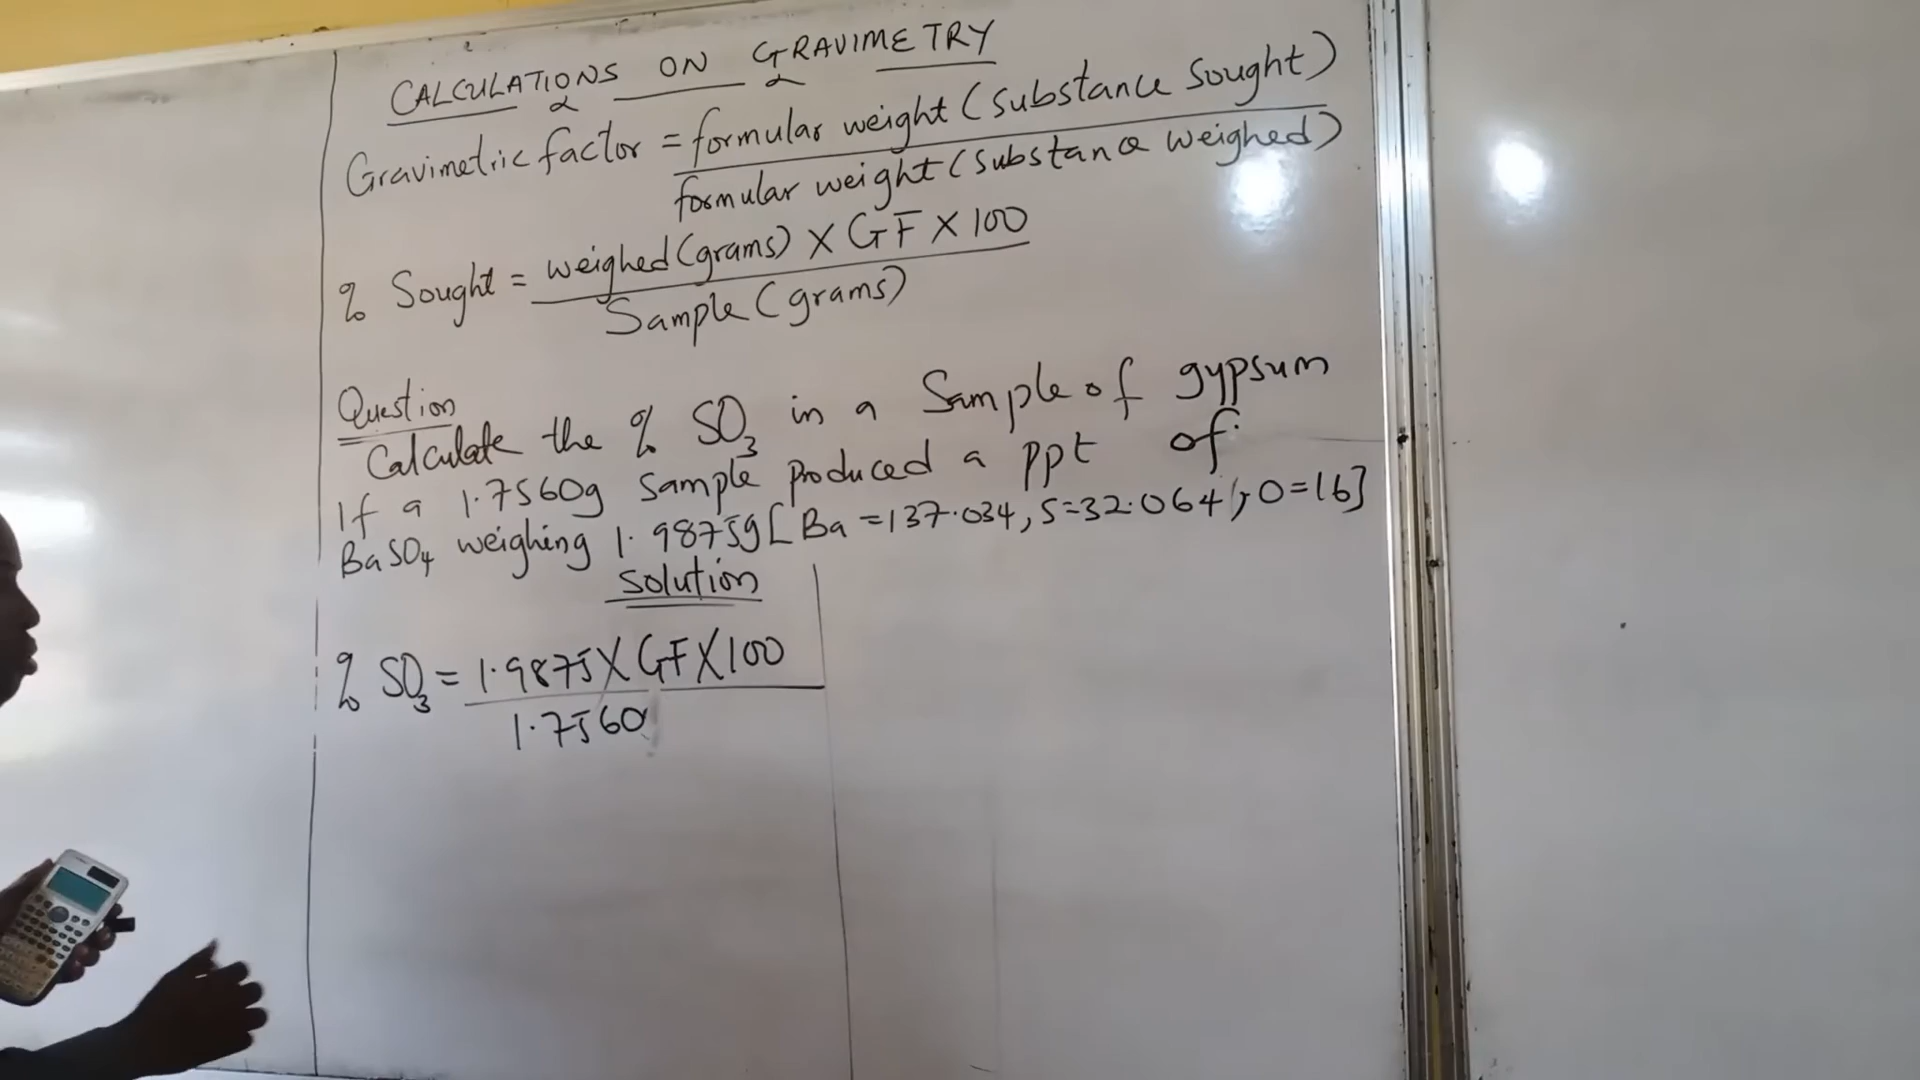 CALCULATIONS ON GRAVIMETRY
Gravimetric factor = formular weight (substance sought)
formular weight (substance weighed)
% Sought = weighed (grams) X GF X 100
Sample (grams)
Question
Calculate the % SO3 in a Sample of gypsum
If a 1.7560g Sample produced a ppt of
BaSO4 weighing 1.9875g [Ba = 137.034, S=32.064, O=16]
Solution
% SO3 = 1.9875 X GF X 100
1.7560